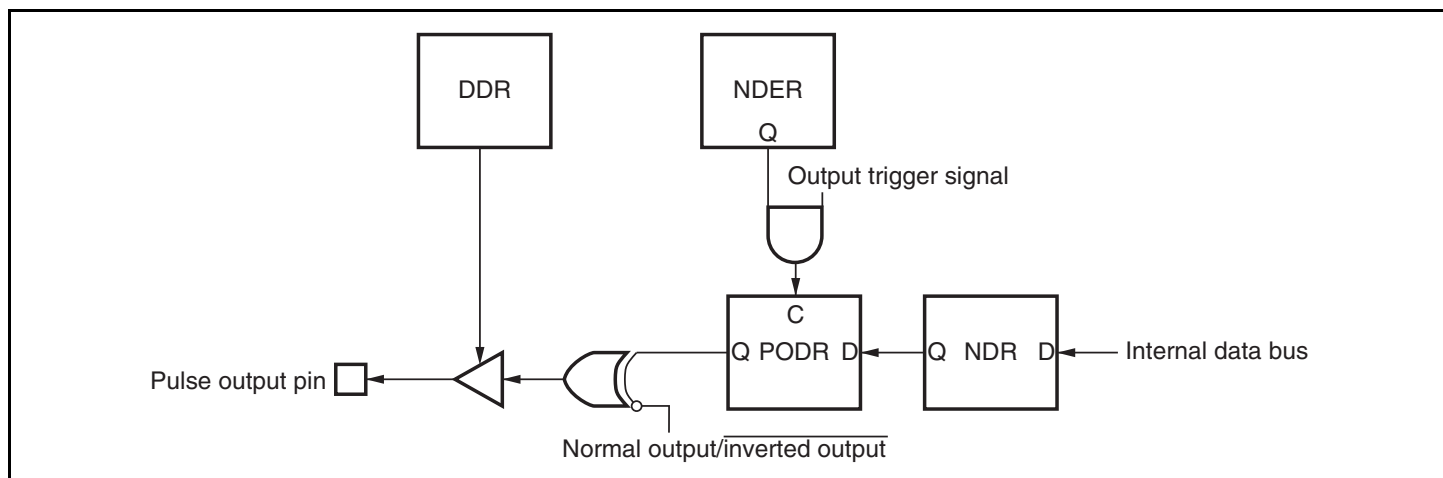 DDR
NDER
Q
Output trigger signal
C
Q PODR D
Q NDR D
Internal data bus
Pulse output pin
Normal output/inverted output